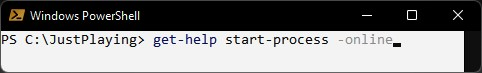 Windows PowerShell
PS C:\JustPlaying> get-help start-process -online